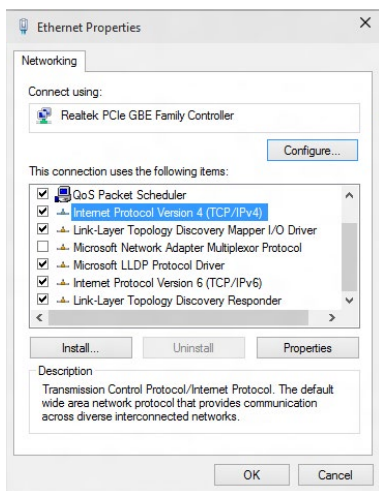 Ethernet Properties
Networking
Connect using:
Realtek PCIe GBE Family Controller
Configure...
This connection uses the following items:
QoS Packet Scheduler
Internet Protocol Version 4 (TCP/IPv4)
Link-Layer Topology Discovery Mapper I/O Driver
Microsoft Network Adapter Multiplexor Protocol
Microsoft LLDP Protocol Driver
Internet Protocol Version 6 (TCP/IPv6)
Link-Layer Topology Discovery Responder
Install... Uninstall Properties
Description
Transmission Control Protocol/Internet Protocol. The default
wide area network protocol that provides communication
across diverse interconnected networks.
OK Cancel